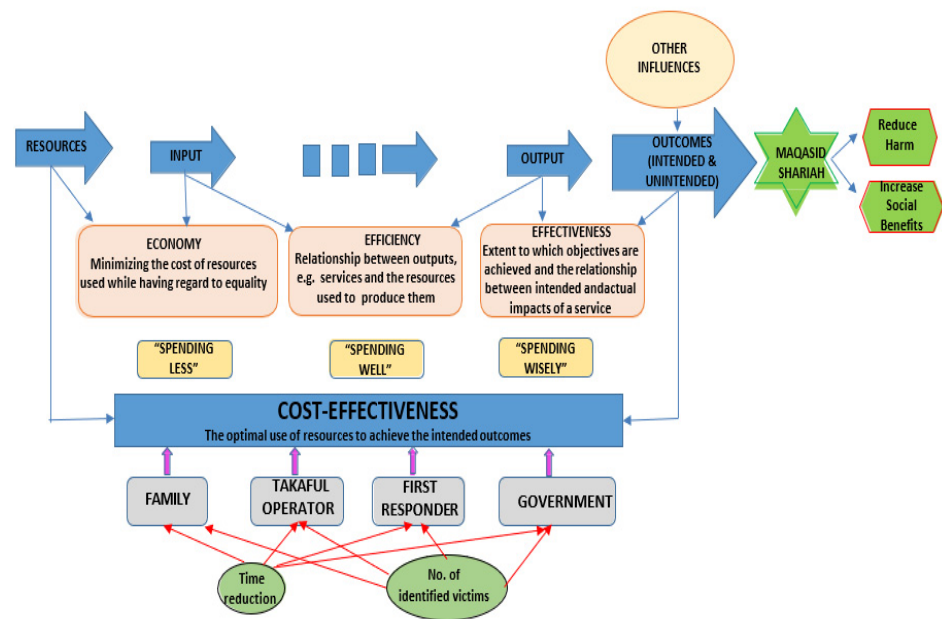 OTHER
INFLUENCES
RESOURCES
INPUT
OUTPUT
OUTCOMES
(INTENDED &
UNINTENDED)
MAQASID
SHARIAH
Reduce
Harm
Increase
Social
Benefits
ECONOMY
Minimizing the cost of resources
used while having regard to equality
EFFICIENCY
Relationship between outputs,
e.g. services and the resources
used to produce them
EFFECTIVENESS
Extent to which objectives are
achieved and the relationship
between intended andactual
impacts of a service
“SPENDING
LESS”
“SPENDING
WELL”
“SPENDING
WISELY”
COST-EFFECTIVENESS
The optimal use of resources to achieve the intended outcomes
FAMILY
TAKAFUL
OPERATOR
FIRST
RESPONDER
GOVERNMENT
Time
reduction
No. of
identified victims